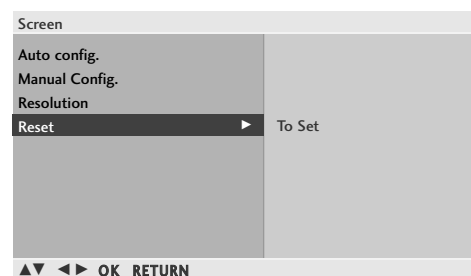 Screen
Auto config.
Manual Config.
Resolution
Reset ► To Set
▲▼ ◄► OK RETURN